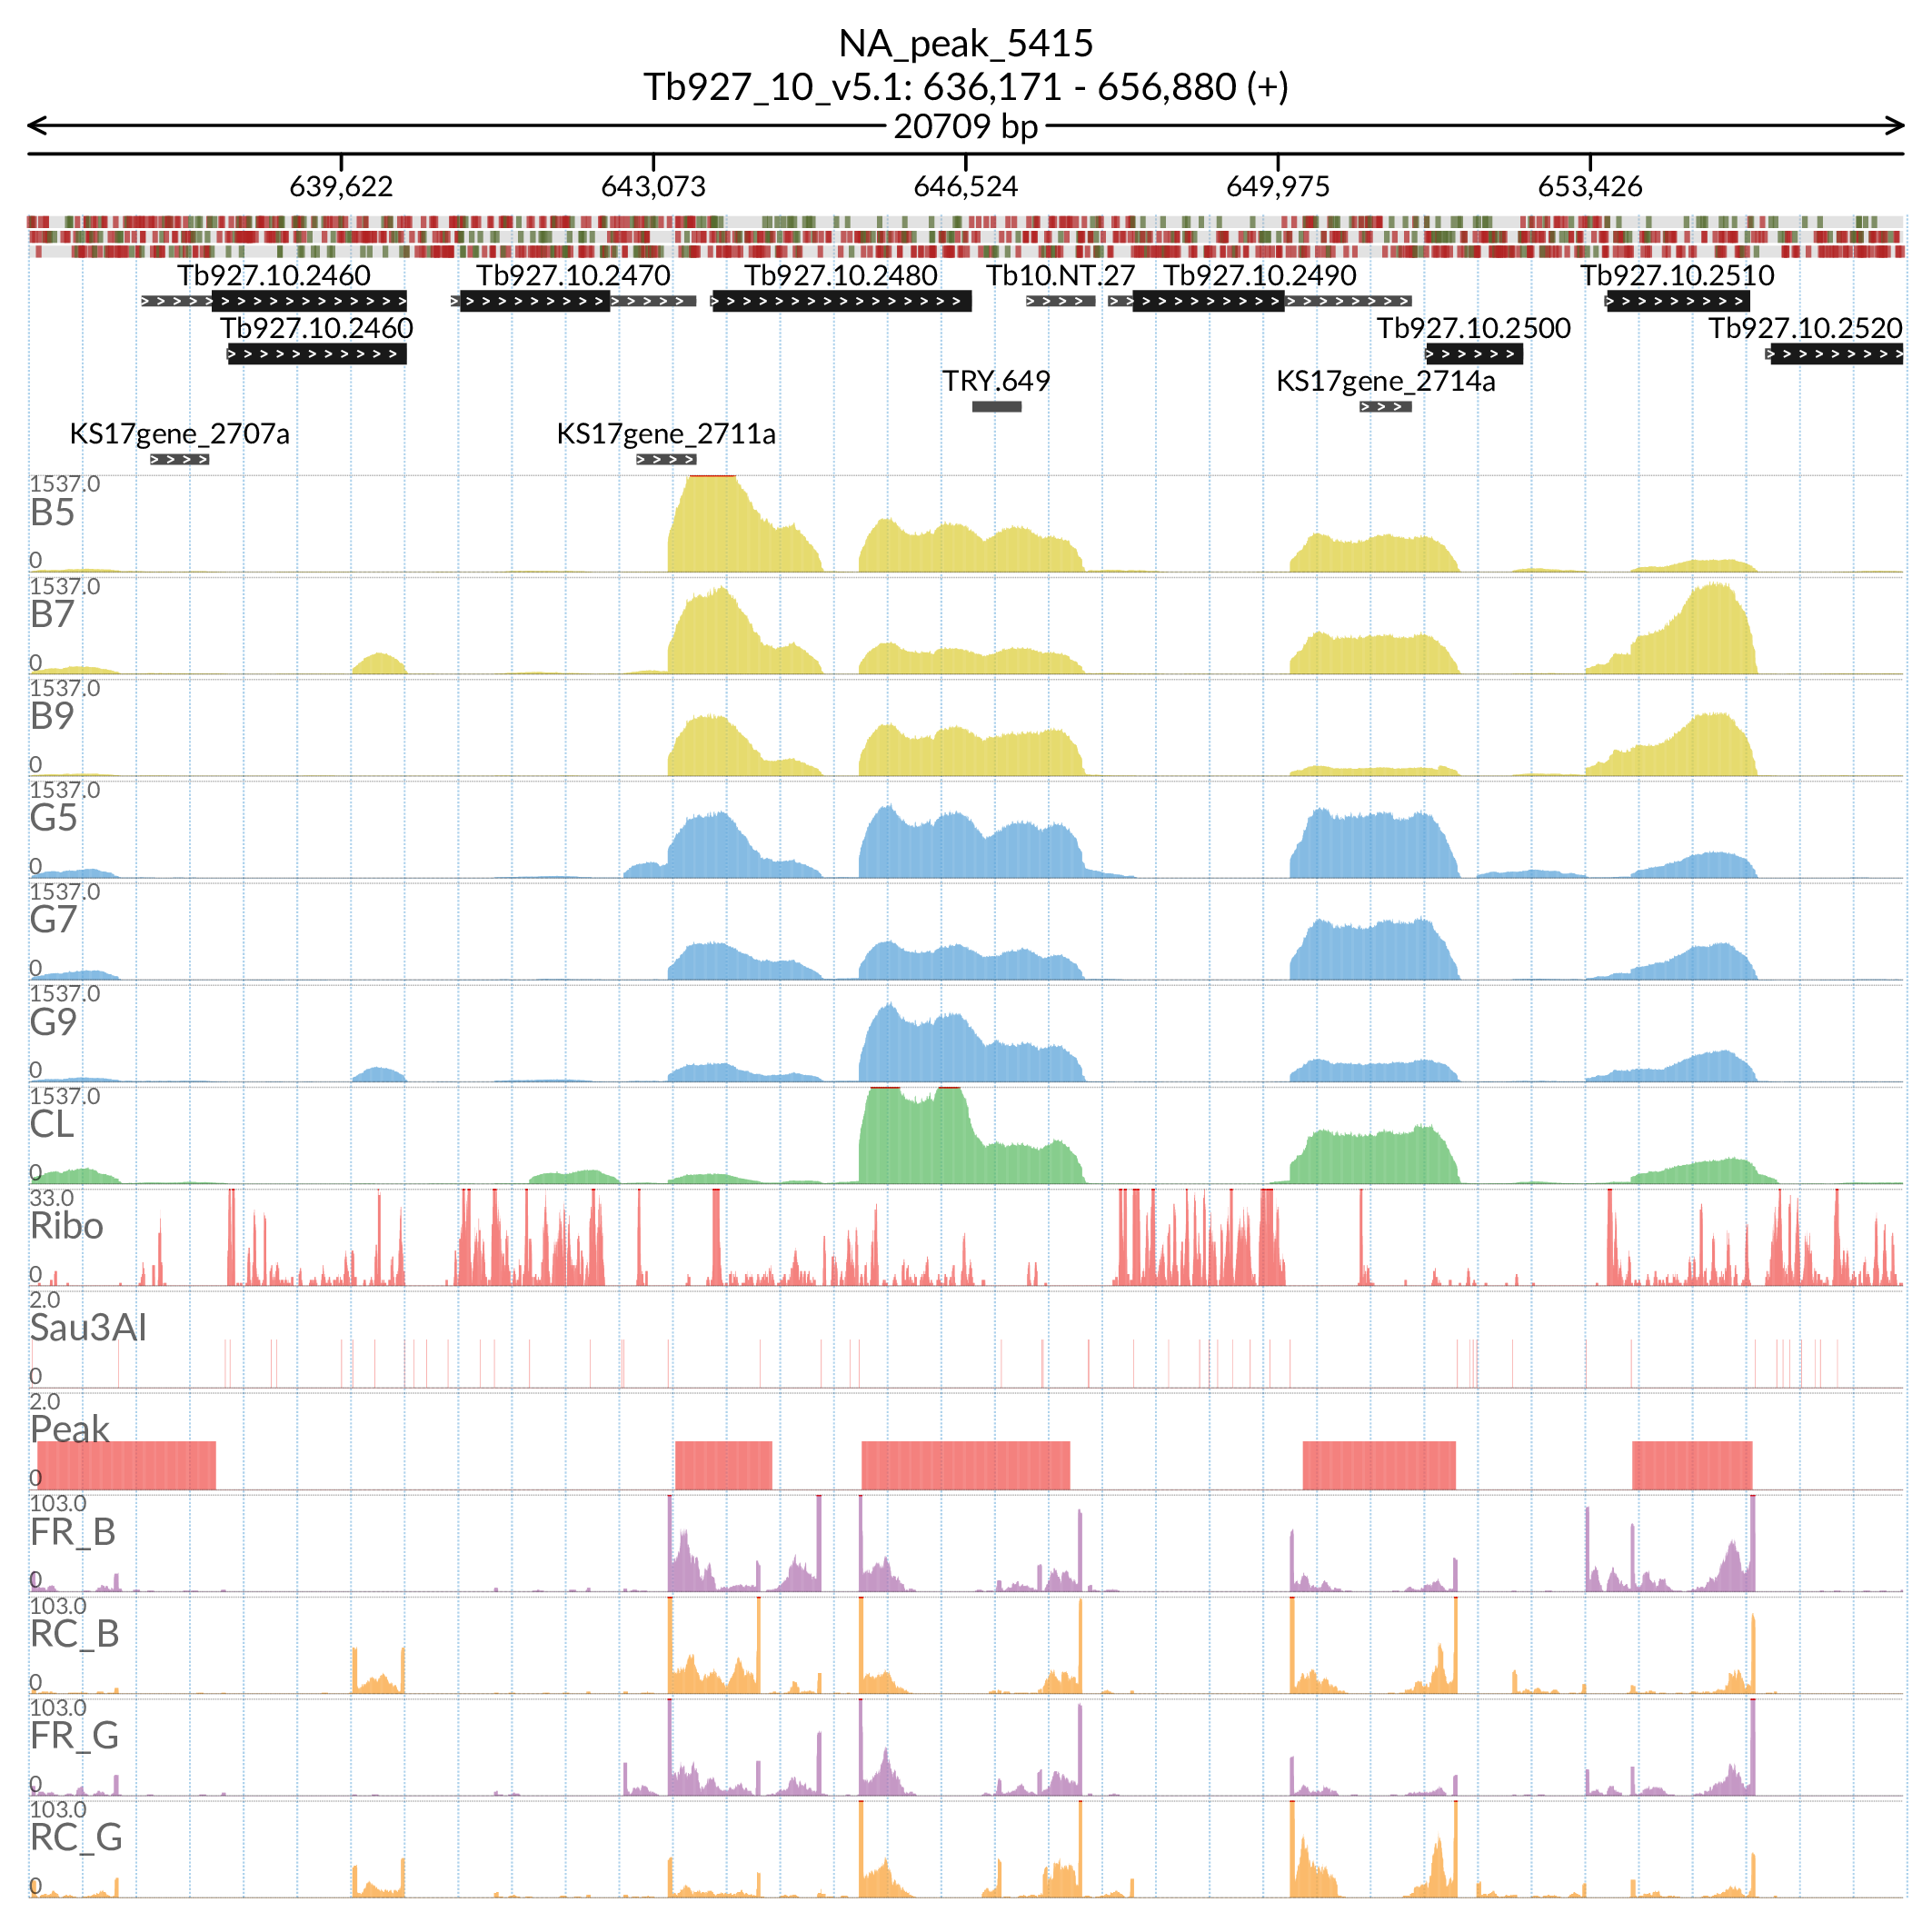 NA_peak_5415
Tb927_10_v5.1: 636,171 - 656,880 (+)
20709 bp
639,622 643,073 646,524 649,975 653,426
Tb927.10.2460 Tb927.10.2470 Tb927.10.2480 Tb10.NT.27 Tb927.10.2490 Tb927.10.2510
Tb927.10.2460 Tb927.10.2500 Tb927.10.2520
TRY.649 KS17gene_2714a
KS17gene_2707a KS17gene_2711a
1537.0
B5
0
1537.0
B7
0
1537.0
B9
0
1537.0
G5
0
1537.0
G7
0
1537.0
G9
0
1537.0
CL
0
33.0
Ribo
0
2.0
Sau3AI
0
2.0
Peak
0
103.0
FR_B
0
103.0
RC_B
0
103.0
FR_G
0
103.0
RC_G
0